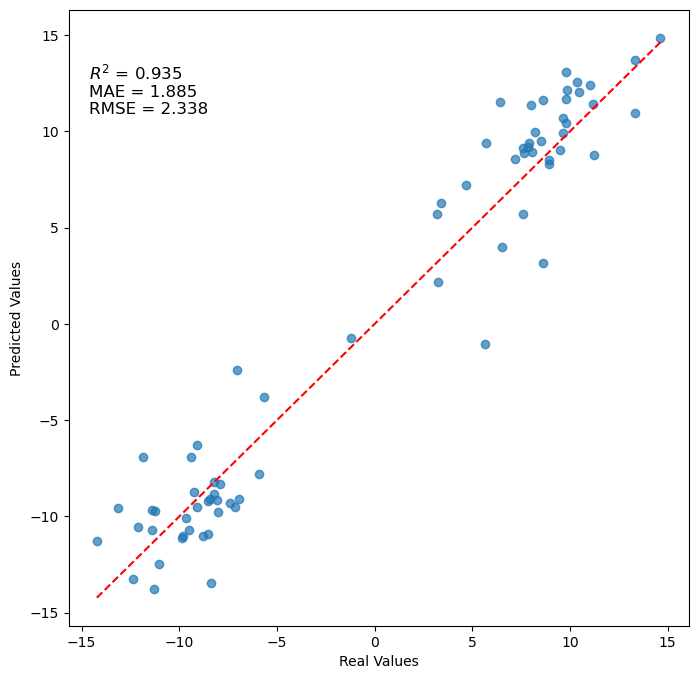 R² = 0.935
MAE = 1.885
RMSE = 2.338
Predicted Values
15
10
5
0
−5
−10
−15
−15 −10 −5 0 5 10 15
Real Values